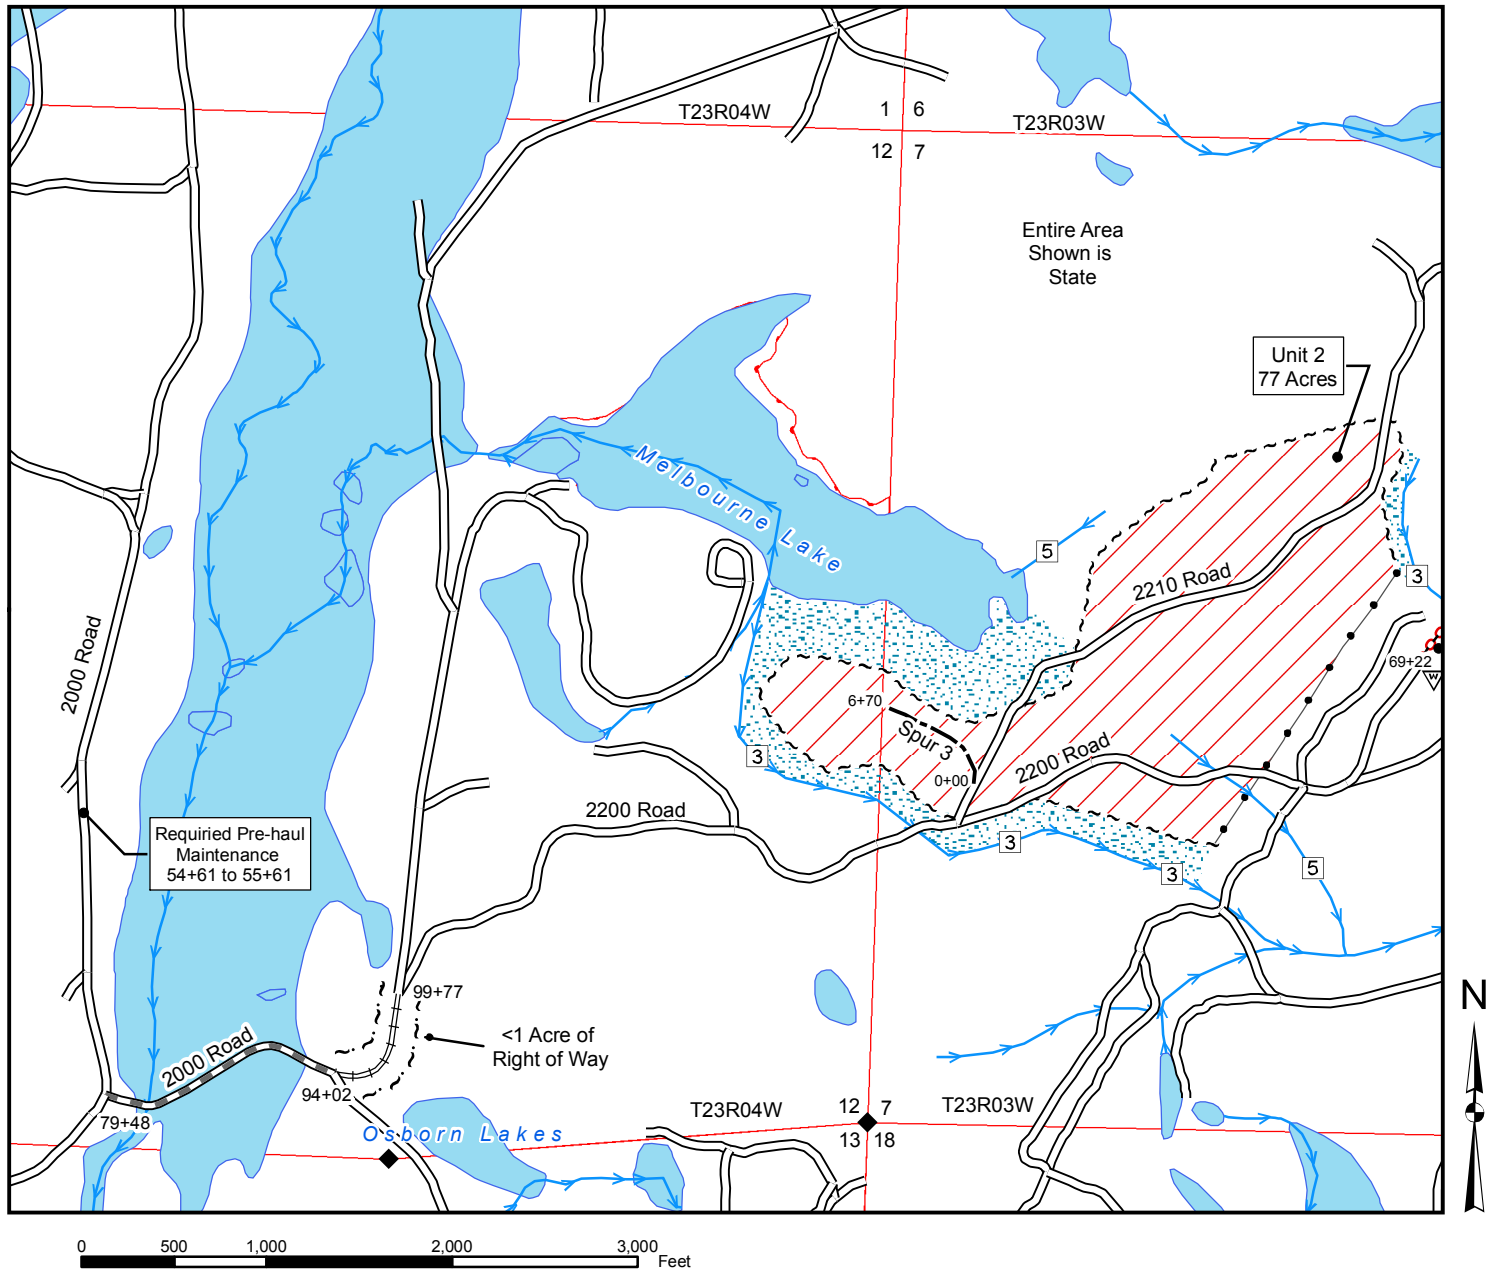 T23R04W
1
6
T23R03W
12
7
Entire Area
Shown is
State
Unit 2
77 Acres
Melbourne Lake
5
3
2210 Road
2000 Road
69+22
W
6+70
Spur 3
0+00
2200 Road
3
2200 Road
Requiried Pre-haul
Maintenance
54+61 to 55+61
3
3
5
99+77
N
<1 Acre of
Right of Way
2000 Road
94+02
79+48
T23R04W
12
7
T23R03W
Osborn Lakes
13
18
0
500
1,000
2,000
3,000
Feet